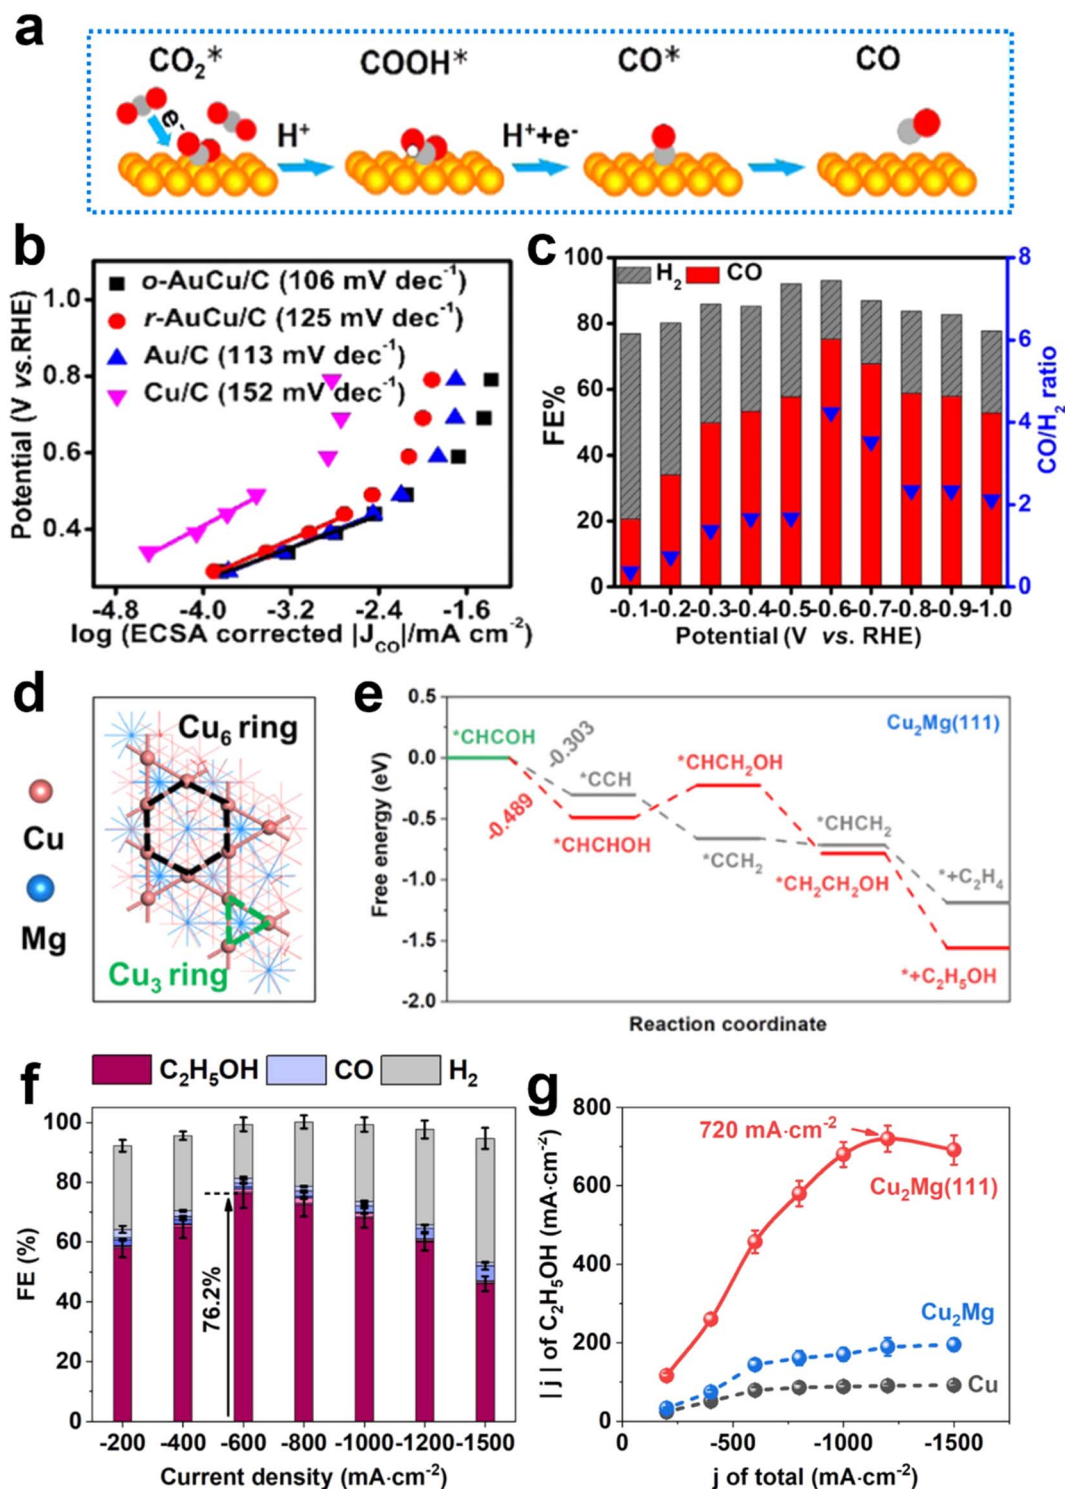 a
CO₂* COOH* CO* CO
e⁻ H⁺ H⁺+e⁻
b
o-AuCu/C (106 mV dec⁻¹)
r-AuCu/C (125 mV dec⁻¹)
Au/C (113 mV dec⁻¹)
Cu/C (152 mV dec⁻¹)
Potential (V vs.RHE)
1.0
0.8
0.6
0.4
-4.8 -4.0 -3.2 -2.4 -1.6
log (ECSA corrected |J_CO|/mA cm⁻²)
c
H₂ CO
FE%
100
80
60
40
20
0
CO/H₂ ratio
8
6
4
2
0
-0.1 -0.2 -0.3 -0.4 -0.5 -0.6 -0.7 -0.8 -0.9 -1.0
Potential (V vs. RHE)
d
Cu
Mg
Cu₆ ring
Cu₃ ring
e
Cu₂Mg(111)
Free energy (eV)
0.5
0.0
-0.5
-1.0
-1.5
-2.0
*CHCOH
-0.303
-0.489
*CCH
*CHCHOH
*CHCH₂OH
*CCH₂
*CHCH₂
*CH₂CH₂OH
*+C₂H₄
*+C₂H₅OH
Reaction coordinate
f
C₂H₅OH CO H₂
FE (%)
100
80
60
40
20
0
76.2%
-200 -400 -600 -800 -1000 -1200 -1500
Current density (mA·cm⁻²)
g
| j | of C₂H₅OH (mA·cm⁻²)
800
600
400
200
0
720 mA·cm⁻²
Cu₂Mg(111)
Cu₂Mg
Cu
0 -500 -1000 -1500
j of total (mA·cm⁻²)